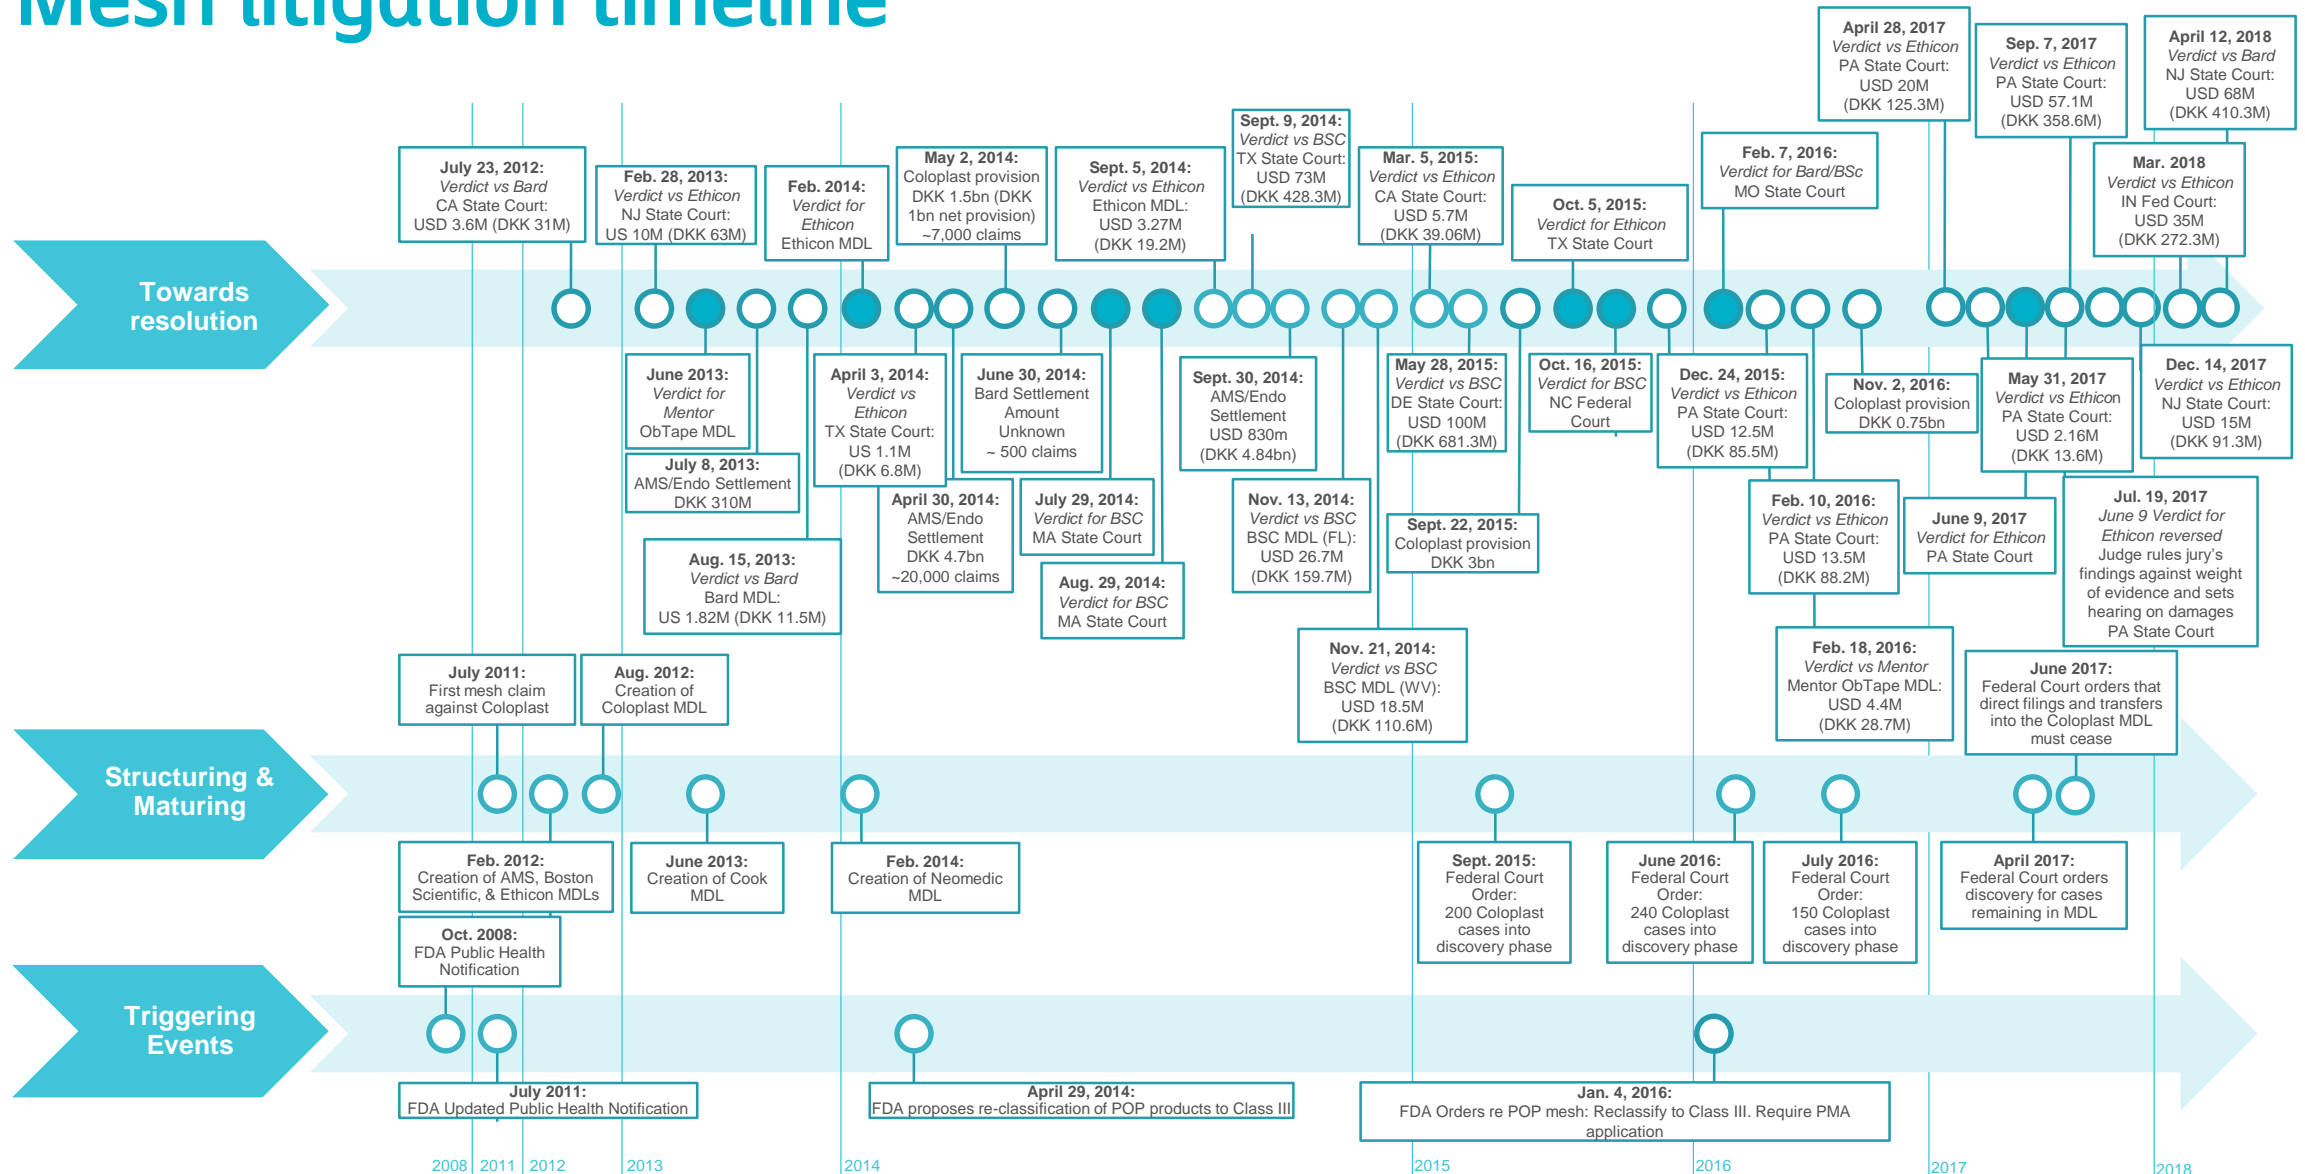 Mesh litigation timeline
April 28, 2017
Verdict vs Ethicon
PA State Court:
USD 20M
(DKK 125.3M)
Sep. 7, 2017
Verdict vs Ethicon
PA State Court:
USD 57.1M
(DKK 358.6M)
April 12, 2018
Verdict vs Bard
NJ State Court:
USD 68M
(DKK 410.3M)
July 23, 2012:
Verdict vs Bard
CA State Court:
USD 3.6M (DKK 31M)
Feb. 28, 2013:
Verdict vs Ethicon
NJ State Court:
US 10M (DKK 63M)
Feb. 2014:
Verdict for
Ethicon
Ethicon MDL
May 2, 2014:
Coloplast provision
DKK 1.5bn (DKK
1bn net provision)
~7,000 claims
Sept. 5, 2014:
Verdict vs Ethicon
Ethicon MDL:
USD 3.27M
(DKK 19.2M)
Sept. 9, 2014:
Verdict vs BSC
TX State Court:
USD 73M
(DKK 428.3M)
Mar. 5, 2015:
Verdict vs Ethicon
CA State Court:
USD 5.7M
(DKK 39.06M)
Oct. 5, 2015:
Verdict for Ethicon
TX State Court
Feb. 7, 2016:
Verdict for Bard/BSc
MO State Court
Mar. 2018
Verdict vs Ethicon
IN Fed Court:
USD 35M
(DKK 272.3M)
Towards
resolution
June 2013:
Verdict for
Mentor
ObTape MDL
July 8, 2013:
AMS/Endo Settlement
DKK 310M
Aug. 15, 2013:
Verdict vs Bard
Bard MDL:
US 1.82M (DKK 11.5M)
April 3, 2014:
Verdict vs
Ethicon
TX State Court:
US 1.1M
(DKK 6.8M)
April 30, 2014:
AMS/Endo
Settlement
DKK 4.7bn
~20,000 claims
June 30, 2014:
Bard Settlement
Amount
Unknown
~ 500 claims
July 29, 2014:
Verdict for BSC
MA State Court
Aug. 29, 2014:
Verdict for BSC
MA State Court
Sept. 30, 2014:
AMS/Endo
Settlement
USD 830m
(DKK 4.84bn)
Nov. 13, 2014:
Verdict vs BSC
BSC MDL (FL):
USD 26.7M
(DKK 159.7M)
Nov. 21, 2014:
Verdict vs BSC
BSC MDL (WV):
USD 18.5M
(DKK 110.6M)
May 28, 2015:
Verdict vs BSC
DE State Court:
USD 100M
(DKK 681.3M)
Sept. 22, 2015:
Coloplast provision
DKK 3bn
Oct. 16, 2015:
Verdict for BSC
NC Federal
Court
Dec. 24, 2015:
Verdict vs Ethicon
PA State Court:
USD 12.5M
(DKK 85.5M)
Feb. 10, 2016:
Verdict vs Ethicon
PA State Court:
USD 13.5M
(DKK 88.2M)
Feb. 18, 2016:
Verdict vs Mentor
Mentor ObTape MDL:
USD 4.4M
(DKK 28.7M)
Nov. 2, 2016:
Coloplast provision
DKK 0.75bn
May 31, 2017
Verdict vs Ethicon
PA State Court:
USD 2.16M
(DKK 13.6M)
June 9, 2017
Verdict for Ethicon
PA State Court
Dec. 14, 2017
Verdict vs Ethicon
NJ State Court:
USD 15M
(DKK 91.3M)
Jul. 19, 2017
June 9 Verdict for
Ethicon reversed
Judge rules jury's
findings against weight
of evidence and sets
hearing on damages
PA State Court
July 2011:
First mesh claim
against Coloplast
Aug. 2012:
Creation of
Coloplast MDL
June 2017:
Federal Court orders that
direct filings and transfers
into the Coloplast MDL
must cease
Structuring &
Maturing
Feb. 2012:
Creation of AMS, Boston
Scientific, & Ethicon MDLs
June 2013:
Creation of Cook
MDL
Feb. 2014:
Creation of Neomedic
MDL
Sept. 2015:
Federal Court
Order:
200 Coloplast
cases into
discovery phase
June 2016:
Federal Court
Order:
240 Coloplast
cases into
discovery phase
July 2016:
Federal Court
Order:
150 Coloplast
cases into
discovery phase
April 2017:
Federal Court orders
discovery for cases
remaining in MDL
Oct. 2008:
FDA Public Health
Notification
Triggering
Events
July 2011:
FDA Updated Public Health Notification
April 29, 2014:
FDA proposes re-classification of POP products to Class III
Jan. 4, 2016:
FDA Orders re POP mesh: Reclassify to Class III. Require PMA
application
2008 2011 2012 2013 2014 2015 2016 2017 2018